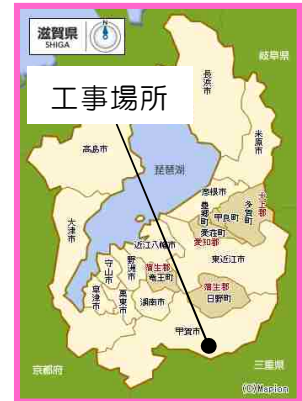 滋賀県
SHIGA
N
岐阜県
工事場所
長浜市
米原市
高島市
琵琶湖
彦根市
犬上郡
多賀町
豊郷町
甲良町
愛荘町
愛知郡
大津市
近江八幡市
東近江市
守山市
野洲市
蒲生郡
竜王町
草津市
栗東市
湖南市
蒲生郡
日野町
甲賀市
京都府
三重県
(C)Mapion